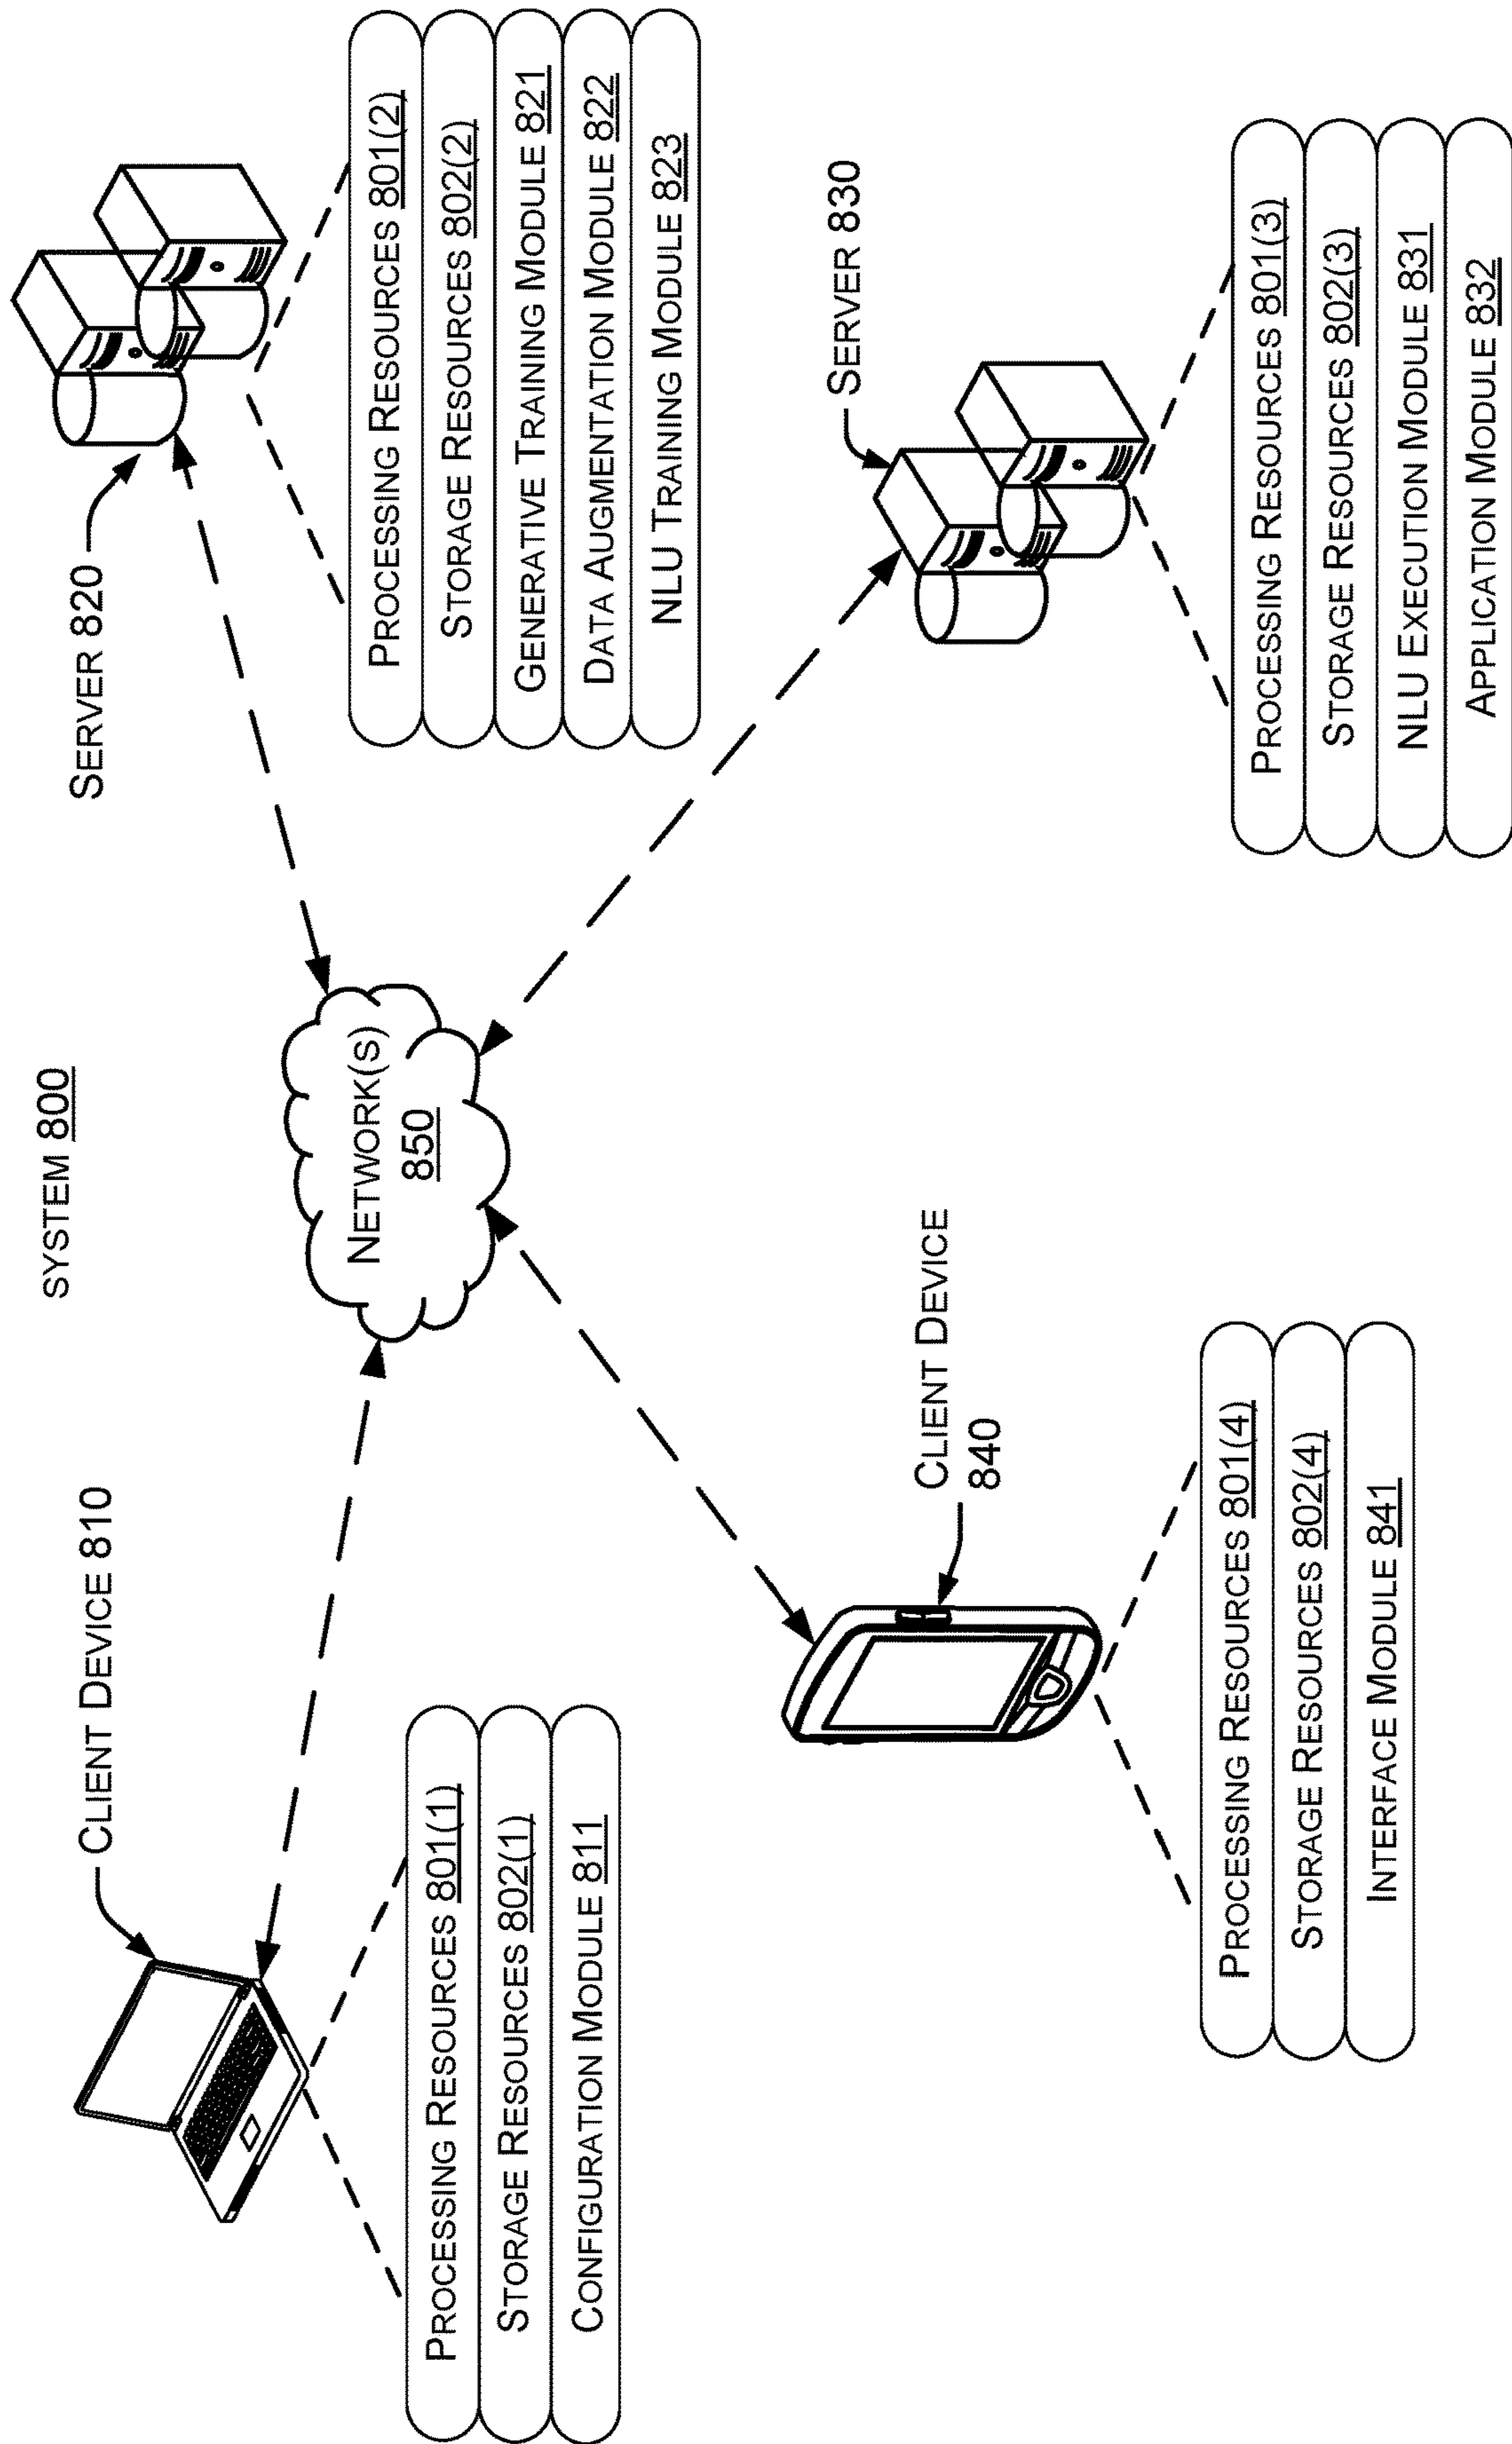 SYSTEM 800
CLIENT DEVICE 810
PROCESSING RESOURCES 801(1)
STORAGE RESOURCES 802(1)
CONFIGURATION MODULE 811
NETWORK(S)
850
SERVER 820
PROCESSING RESOURCES 801(2)
STORAGE RESOURCES 802(2)
GENERATIVE TRAINING MODULE 821
DATA AUGMENTATION MODULE 822
NLU TRAINING MODULE 823
CLIENT DEVICE
840
PROCESSING RESOURCES 801(4)
STORAGE RESOURCES 802(4)
INTERFACE MODULE 841
SERVER 830
PROCESSING RESOURCES 801(3)
STORAGE RESOURCES 802(3)
NLU EXECUTION MODULE 831
APPLICATION MODULE 832